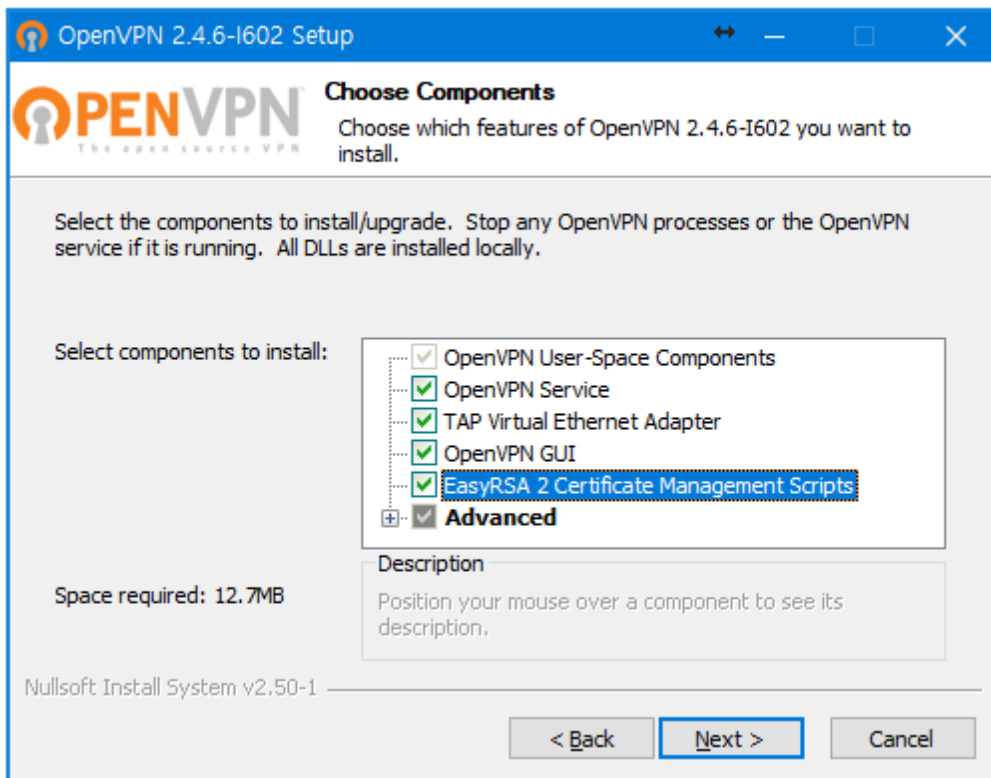 OpenVPN 2.4.6-I602 Setup
OPENVPN
The open source VPN
Choose Components
Choose which features of OpenVPN 2.4.6-I602 you want to
install.
Select the components to install/upgrade. Stop any OpenVPN processes or the OpenVPN
service if it is running. All DLLs are installed locally.
Select components to install:
OpenVPN User-Space Components
OpenVPN Service
TAP Virtual Ethernet Adapter
OpenVPN GUI
EasyRSA 2 Certificate Management Scripts
Advanced
Space required: 12.7MB
Description
Position your mouse over a component to see its
description.
Nullsoft Install System v2.50-1
< Back
Next >
Cancel